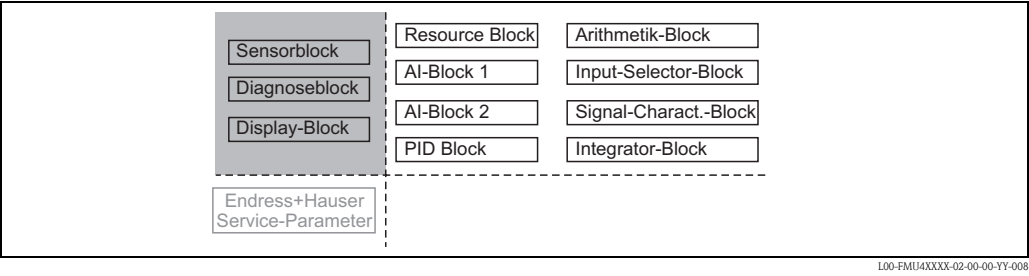 Sensorblock
Diagnoseblock
Display-Block
Resource Block
AI-Block 1
AI-Block 2
PID Block
Arithmetik-Block
Input-Selector-Block
Signal-Charact.-Block
Integrator-Block
Endress+Hauser
Service-Parameter
L00-FMU4XXXX-02-00-00-YY-008